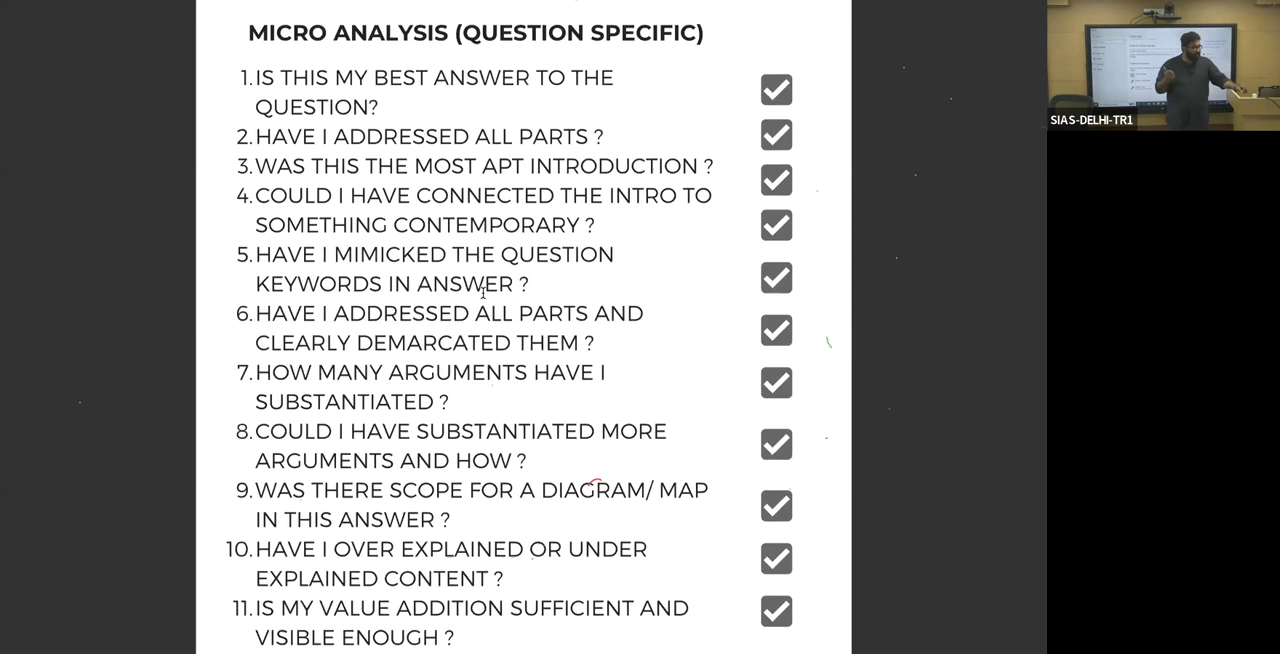 MICRO ANALYSIS (QUESTION SPECIFIC)
1.IS THIS MY BEST ANSWER TO THE
QUESTION?
2.HAVE I ADDRESSED ALL PARTS ?
3.WAS THIS THE MOST APT INTRODUCTION ?
4.COULD I HAVE CONNECTED THE INTRO TO
SOMETHING CONTEMPORARY ?
5.HAVE I MIMICKED THE QUESTION
KEYWORDS IN ANSWER ?
6.HAVE I ADDRESSED ALL PARTS AND
CLEARLY DEMARCATED THEM ?
7.HOW MANY ARGUMENTS HAVE I
SUBSTANTIATED ?
8.COULD I HAVE SUBSTANTIATED MORE
ARGUMENTS AND HOW ?
9.WAS THERE SCOPE FOR A DIAGRAM/ MAP
IN THIS ANSWER ?
10.HAVE I OVER EXPLAINED OR UNDER
EXPLAINED CONTENT ?
11.IS MY VALUE ADDITION SUFFICIENT AND
VISIBLE ENOUGH ?
SIAS-DELHI-TR1